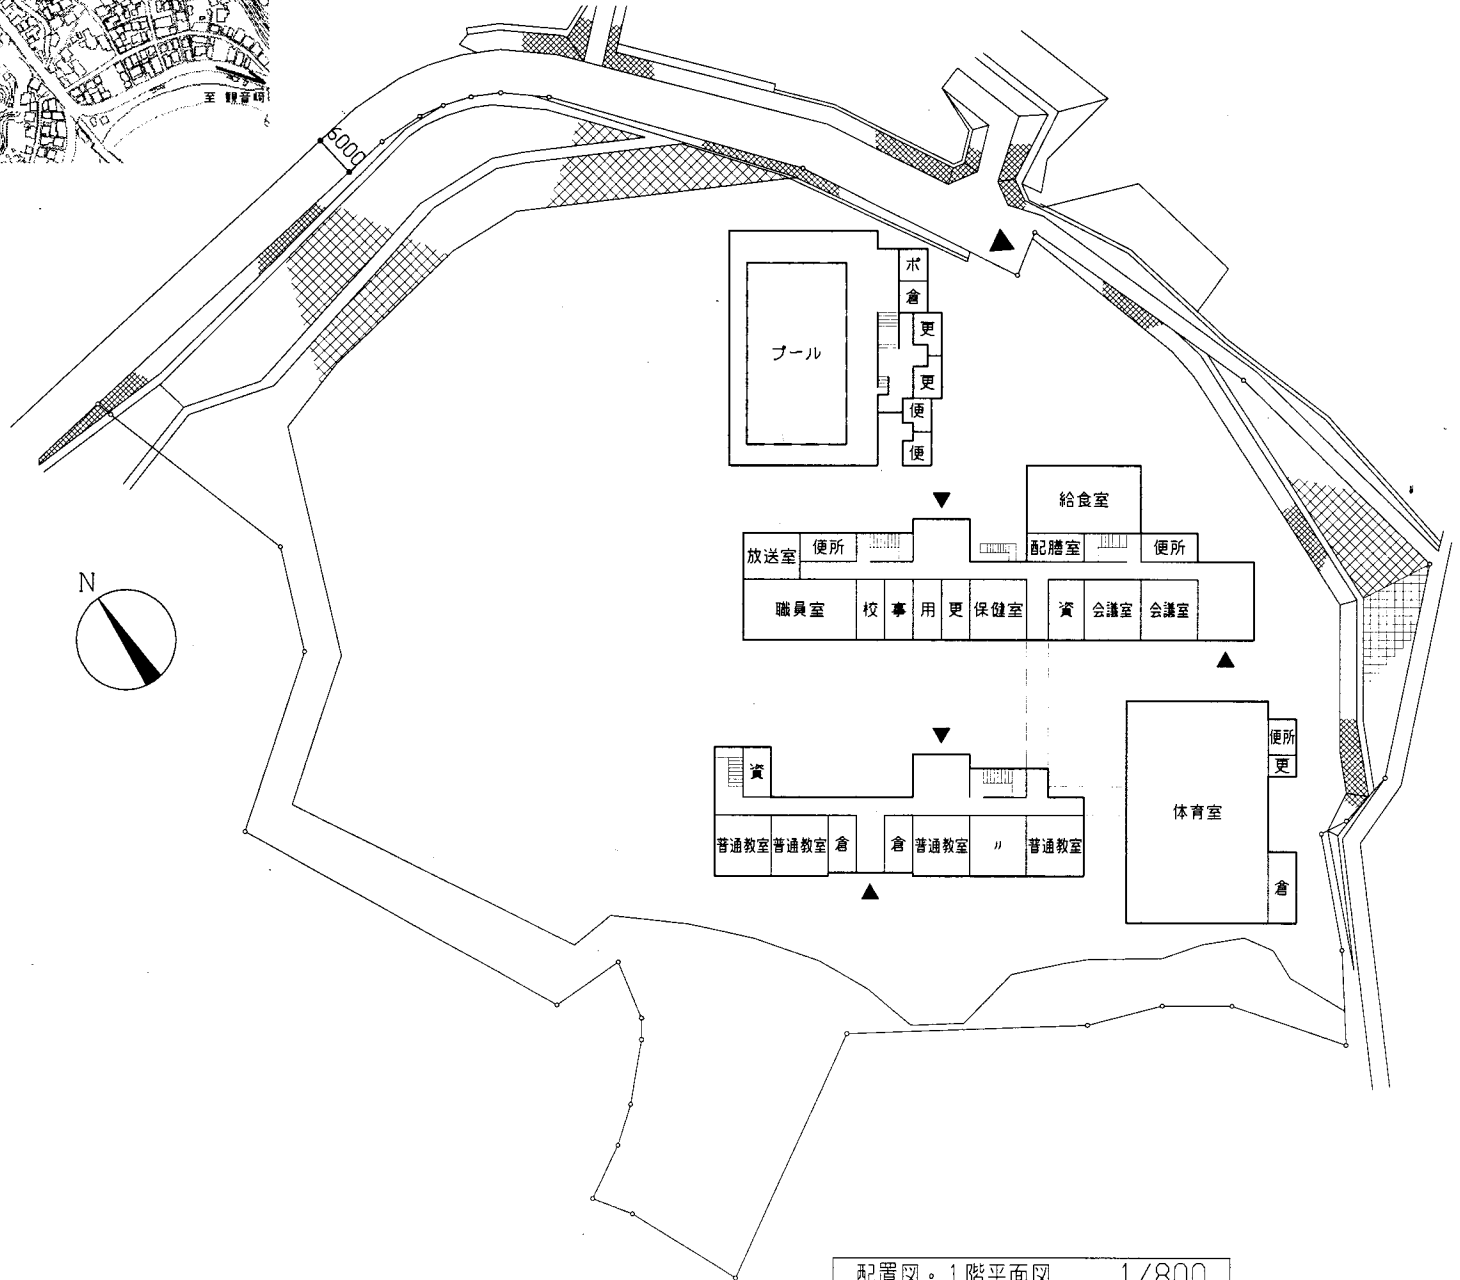 至 観音崎
6000
ポ
倉
更
プール
更
便
便
給食室
放送室 便所 配膳室 便所
職員室 校 事 用 更 保健室 資 会議室 会議室
N
便所
資 更
体育室
普通教室 普通教室 倉 倉 普通教室 〃 普通教室
倉
配置図・1階平面図 1/800